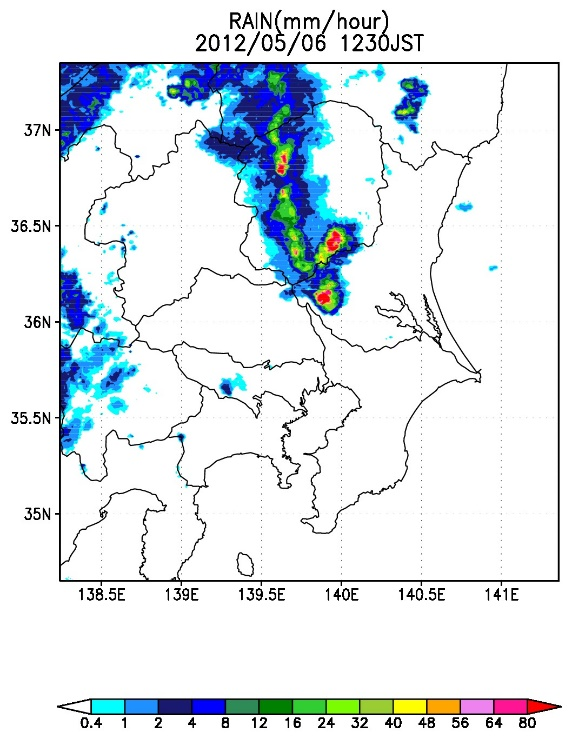 RAIN(mm/hour)
2012/05/06 1230JST
37N
36.5N
36N
35.5N
35N
138.5E 139E 139.5E 140E 140.5E 141E
0.4 1 2 4 8 12 16 24 32 40 48 56 64 80